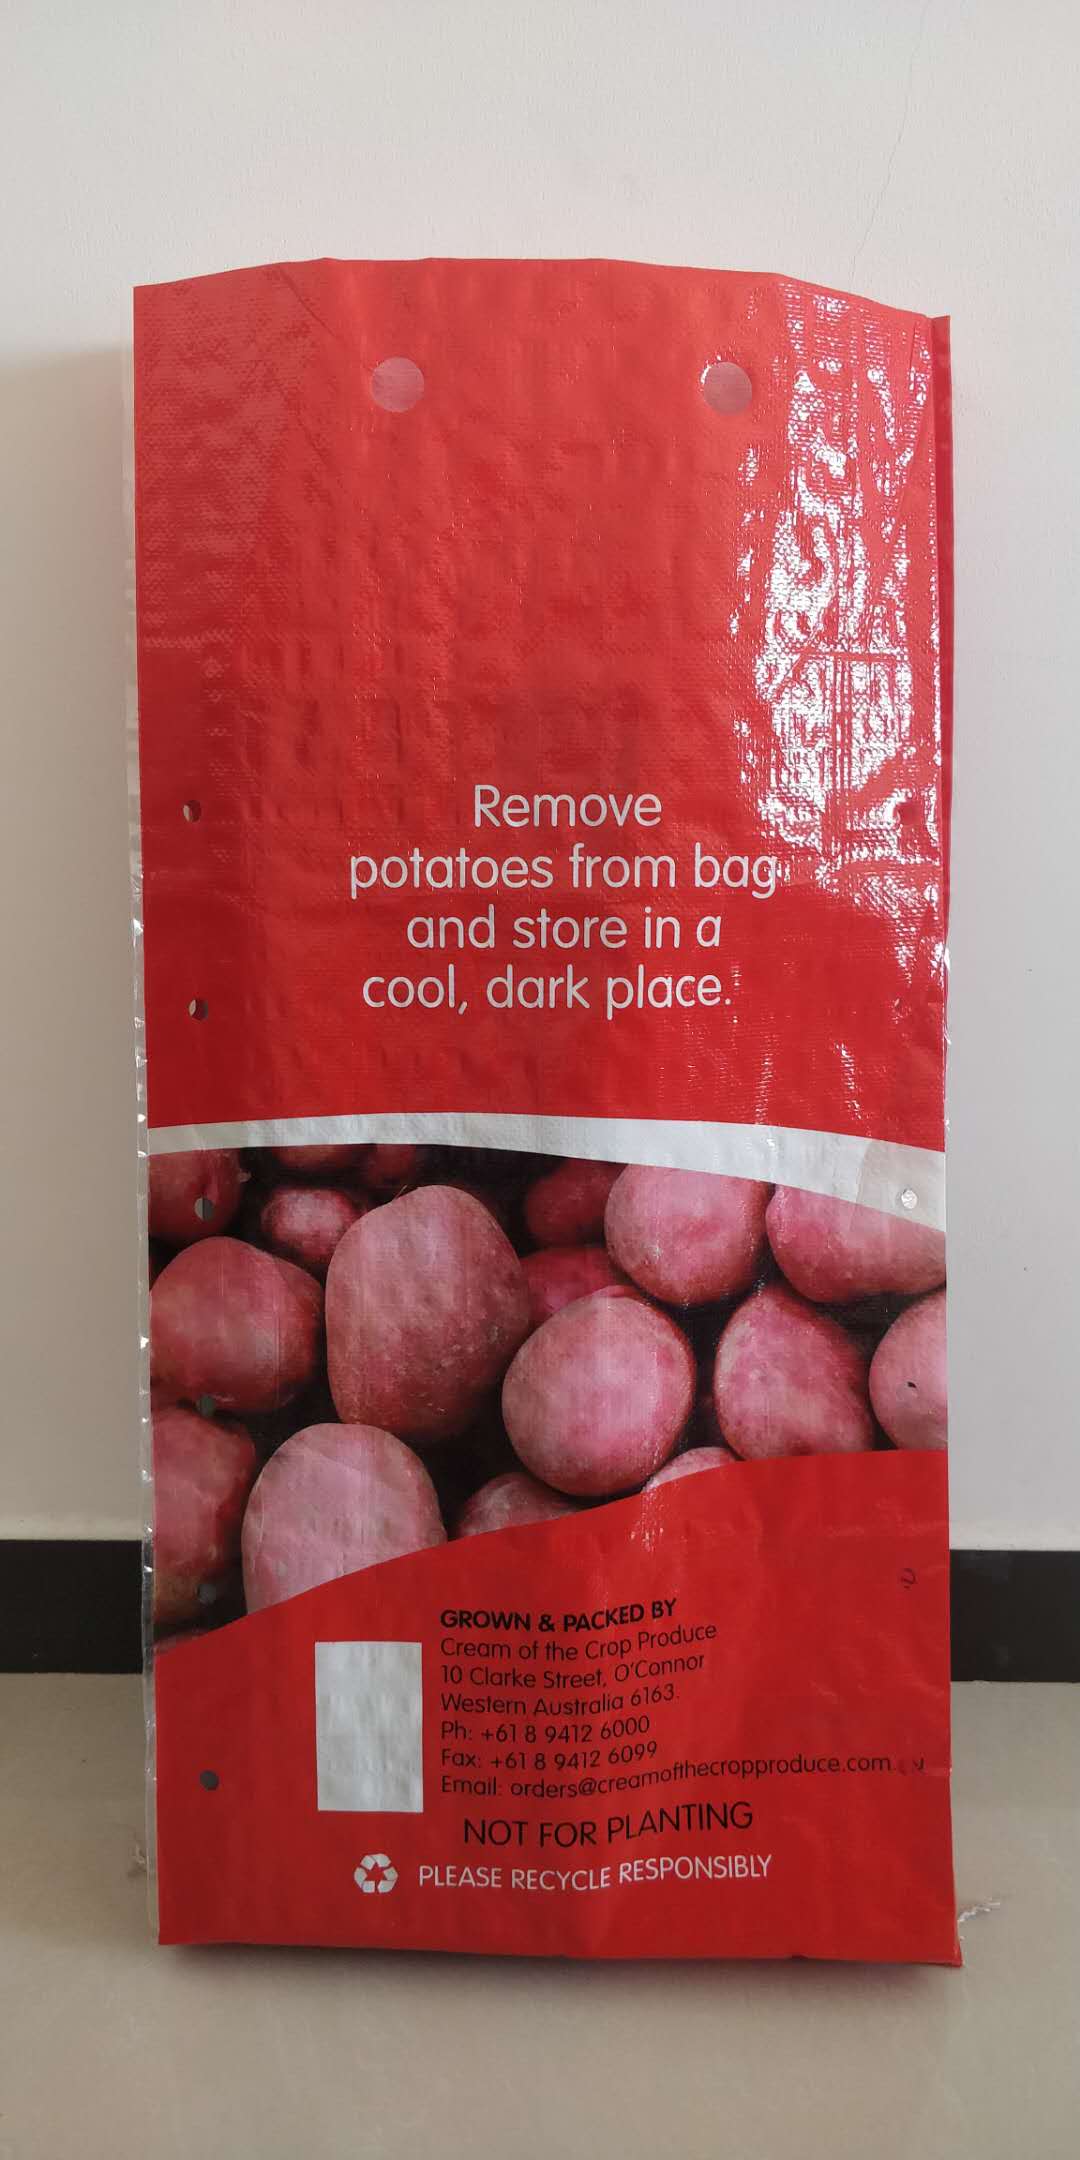 Remove
potatoes from bag
and store in a
cool, dark place.
GROWN & PACKED BY
Cream of the Crop Produce
10 Clarke Street, O'Connor
Western Australia 6163.
Ph: +61 8 9412 6000
Fax: +61 8 9412 6099
Email: orders@creamofthecropproduce.com.
NOT FOR PLANTING
PLEASE RECYCLE RESPONSIBLY